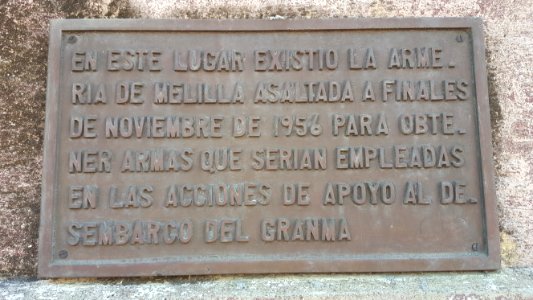 EN ESTE LUGAR EXISTIO LA ARME-
RIA DE MELILLA ASALTADA A FINALES
DE NOVIEMBRE DE 1956 PARA OBTE-
NER ARMAS QUE SERIAN EMPLEADAS
EN LAS ACCIONES DE APOYO AL DE-
SEMBARCO DEL GRANMA